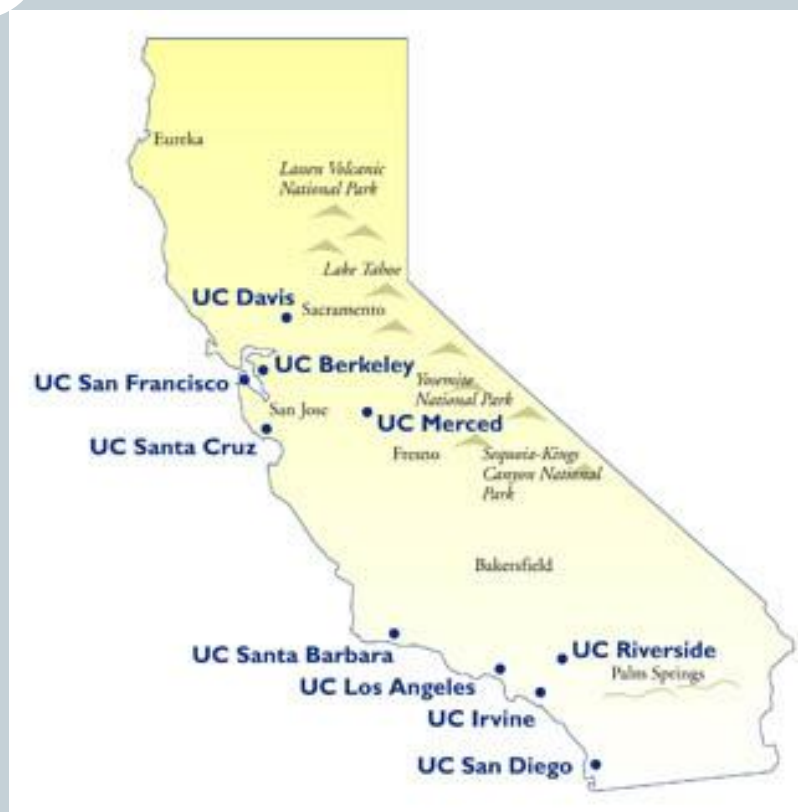 Eureka
Lassen Volcanic
National Park
Lake Tahoe
UC Davis
Sacramento
UC Berkeley
UC San Francisco
Yosemite
National Park
San Jose
UC Merced
UC Santa Cruz
Fresno
Sequoia-Kings
Canyon National
Park
Bakersfield
UC Santa Barbara
UC Riverside
Palm Springs
UC Los Angeles
UC Irvine
UC San Diego